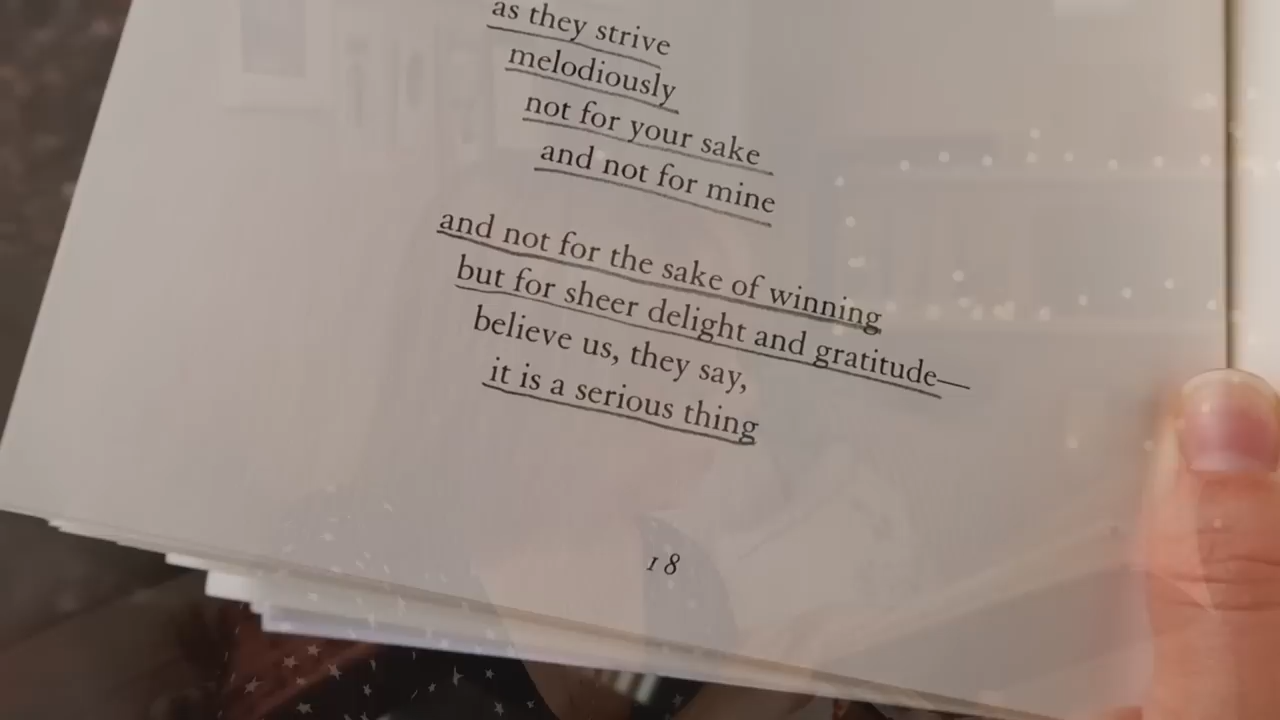 as they strive
melodiously
not for your sake
and not for mine
and not for the sake of winning
but for sheer delight and gratitude—
believe us, they say,
it is a serious thing
18